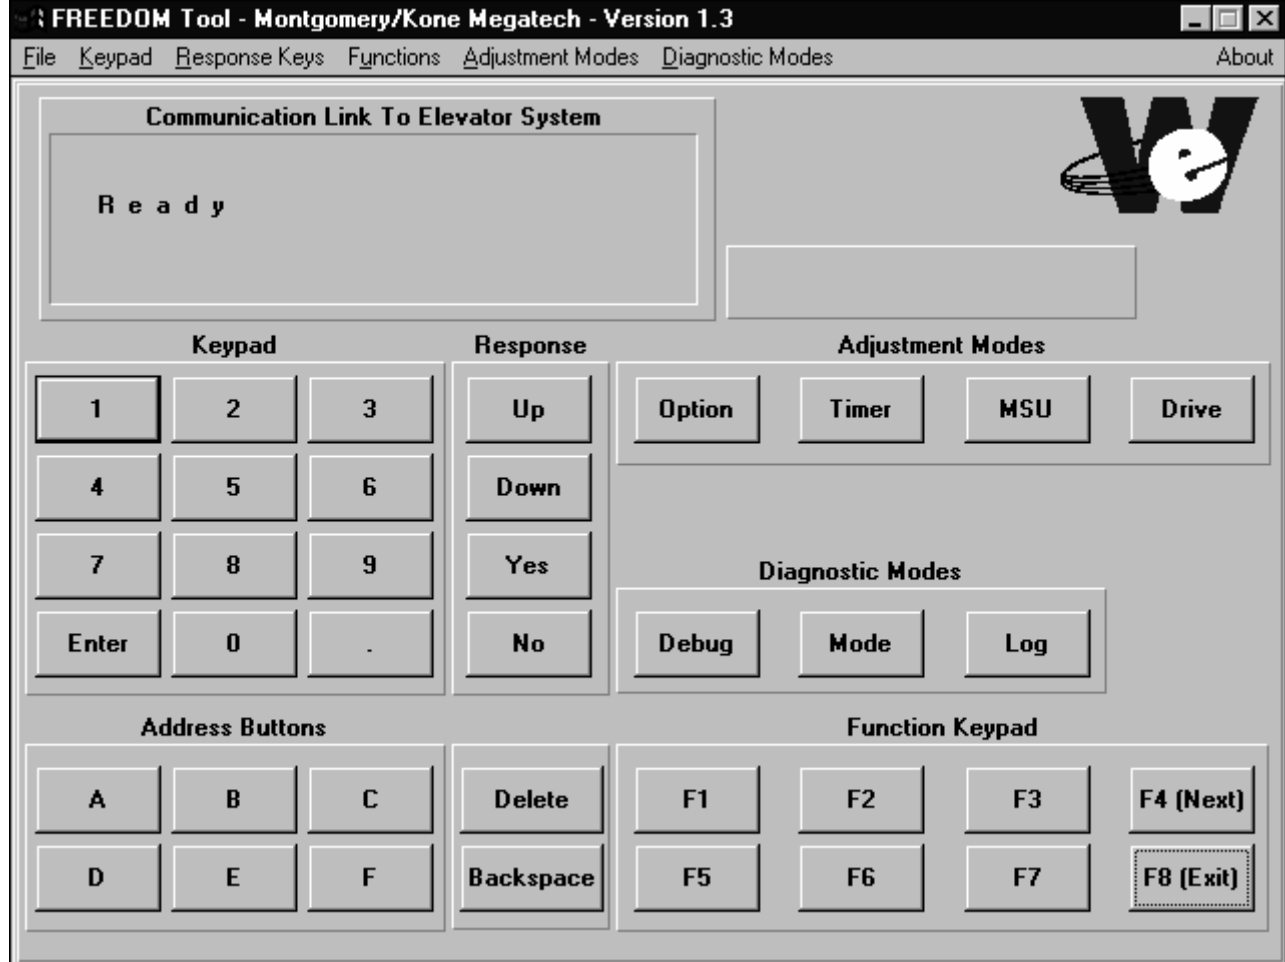 FREEDOM Tool - Montgomery/Kone Megatech - Version 1.3
File Keypad Response Keys Functions Adjustment Modes Diagnostic Modes About
Communication Link To Elevator System
R e a d y
We
Keypad Response Adjustment Modes
1 2 3 Up Option Timer MSU Drive
4 5 6 Down
7 8 9 Yes Diagnostic Modes
Enter 0 . No Debug Mode Log
Address Buttons Function Keypad
A B C Delete F1 F2 F3 F4 (Next)
D E F Backspace F5 F6 F7 F8 (Exit)